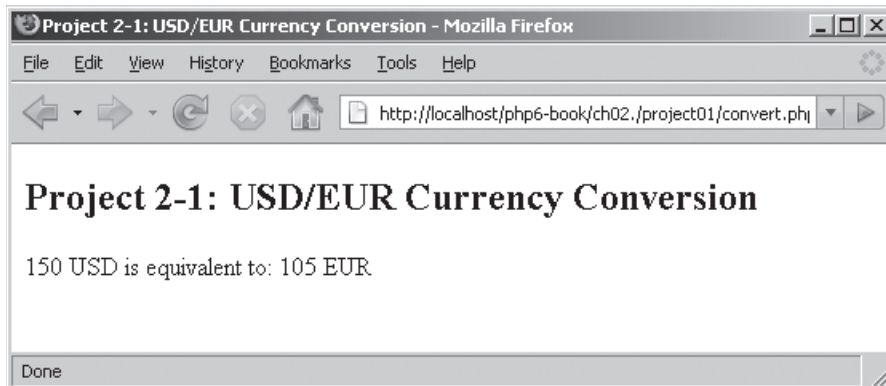 Project 2-1: USD/EUR Currency Conversion - Mozilla Firefox
File Edit View History Bookmarks Tools Help
http://localhost/php6-book/ch02./project01/convert.ph
Project 2-1: USD/EUR Currency Conversion
150 USD is equivalent to: 105 EUR
Done